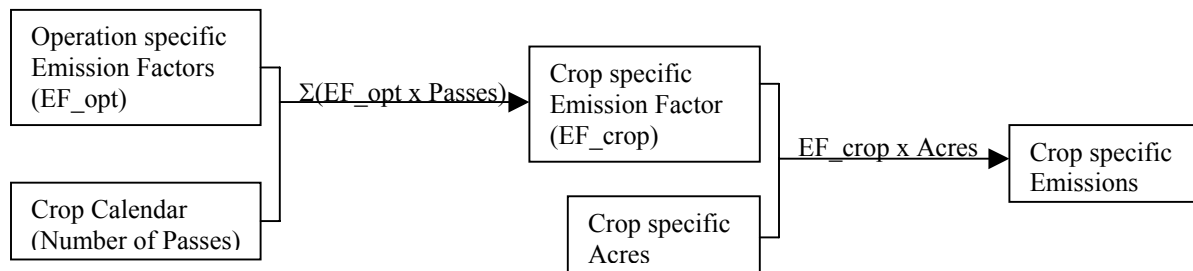 Operation specific
Emission Factors
(EF_opt)
Σ(EF_opt x Passes)
Crop Calendar
(Number of Passes)
Crop specific
Emission Factor
(EF_crop)
EF_crop x Acres
Crop specific
Acres
Crop specific
Emissions